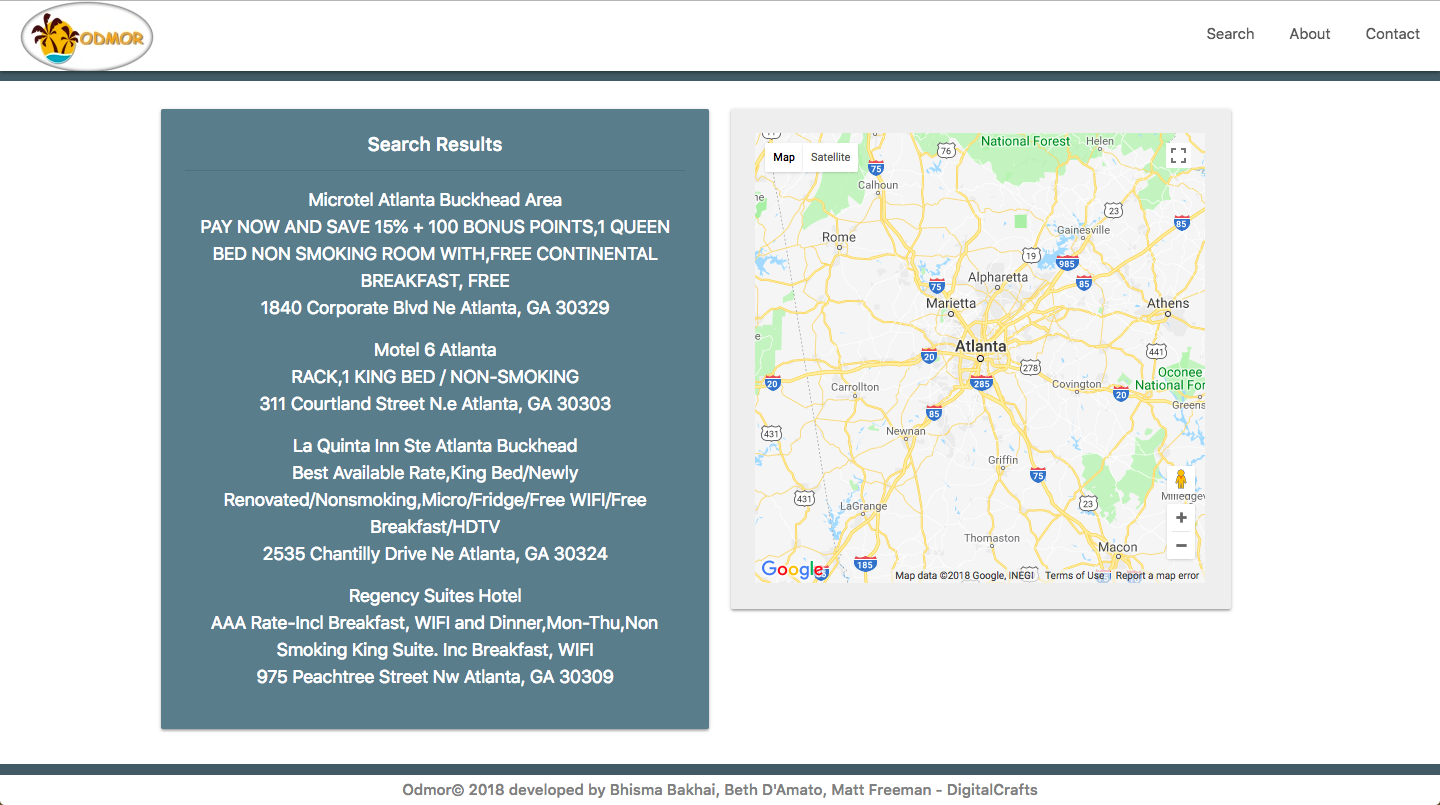 ODMOR
Search
About
Contact
Search Results
Microtel Atlanta Buckhead Area
PAY NOW AND SAVE 15% + 100 BONUS POINTS,1 QUEEN
BED NON SMOKING ROOM WITH,FREE CONTINENTAL
BREAKFAST, FREE
1840 Corporate Blvd Ne Atlanta, GA 30329
Motel 6 Atlanta
RACK,1 KING BED / NON-SMOKING
311 Courtland Street N.e Atlanta, GA 30303
La Quinta Inn Ste Atlanta Buckhead
Best Available Rate,King Bed/Newly
Renovated/Nonsmoking,Micro/Fridge/Free WIFI/Free
Breakfast/HDTV
2535 Chantilly Drive Ne Atlanta, GA 30324
Regency Suites Hotel
AAA Rate-Incl Breakfast, WIFI and Dinner,Mon-Thu,Non
Smoking King Suite. Inc Breakfast, WIFI
975 Peachtree Street Nw Atlanta, GA 30309
Map
Satellite
National Forest
Helen
76
75
Calhoun
23
85
Rome
Gainesville
19
985
Alpharetta
75
85
Marietta
Athens
Atlanta
20
441
278
20
285
Carrollton
Covington
20
Oconee
National For
Greens
85
431
Newnan
Griffin
75
431
23
Milledgev
LaGrange
Thomaston
Macon
185
Google
Map data ©2018 Google, INEGI
Terms of Use
Report a map error
Odmor© 2018 developed by Bhisma Bakhai, Beth D'Amato, Matt Freeman - DigitalCrafts